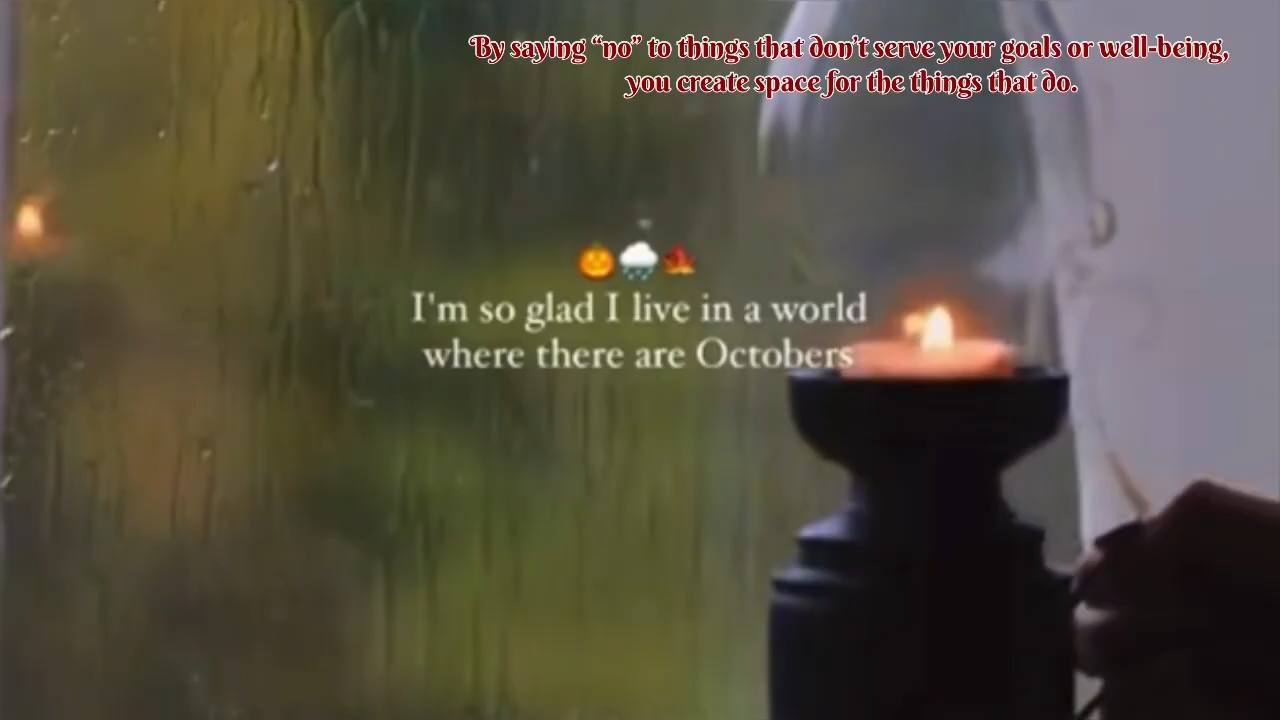 By saying “no” to things that don’t serve your goals or well-being,
you create space for the things that do.
🎃🌧️🍁
I'm so glad I live in a world
where there are Octobers